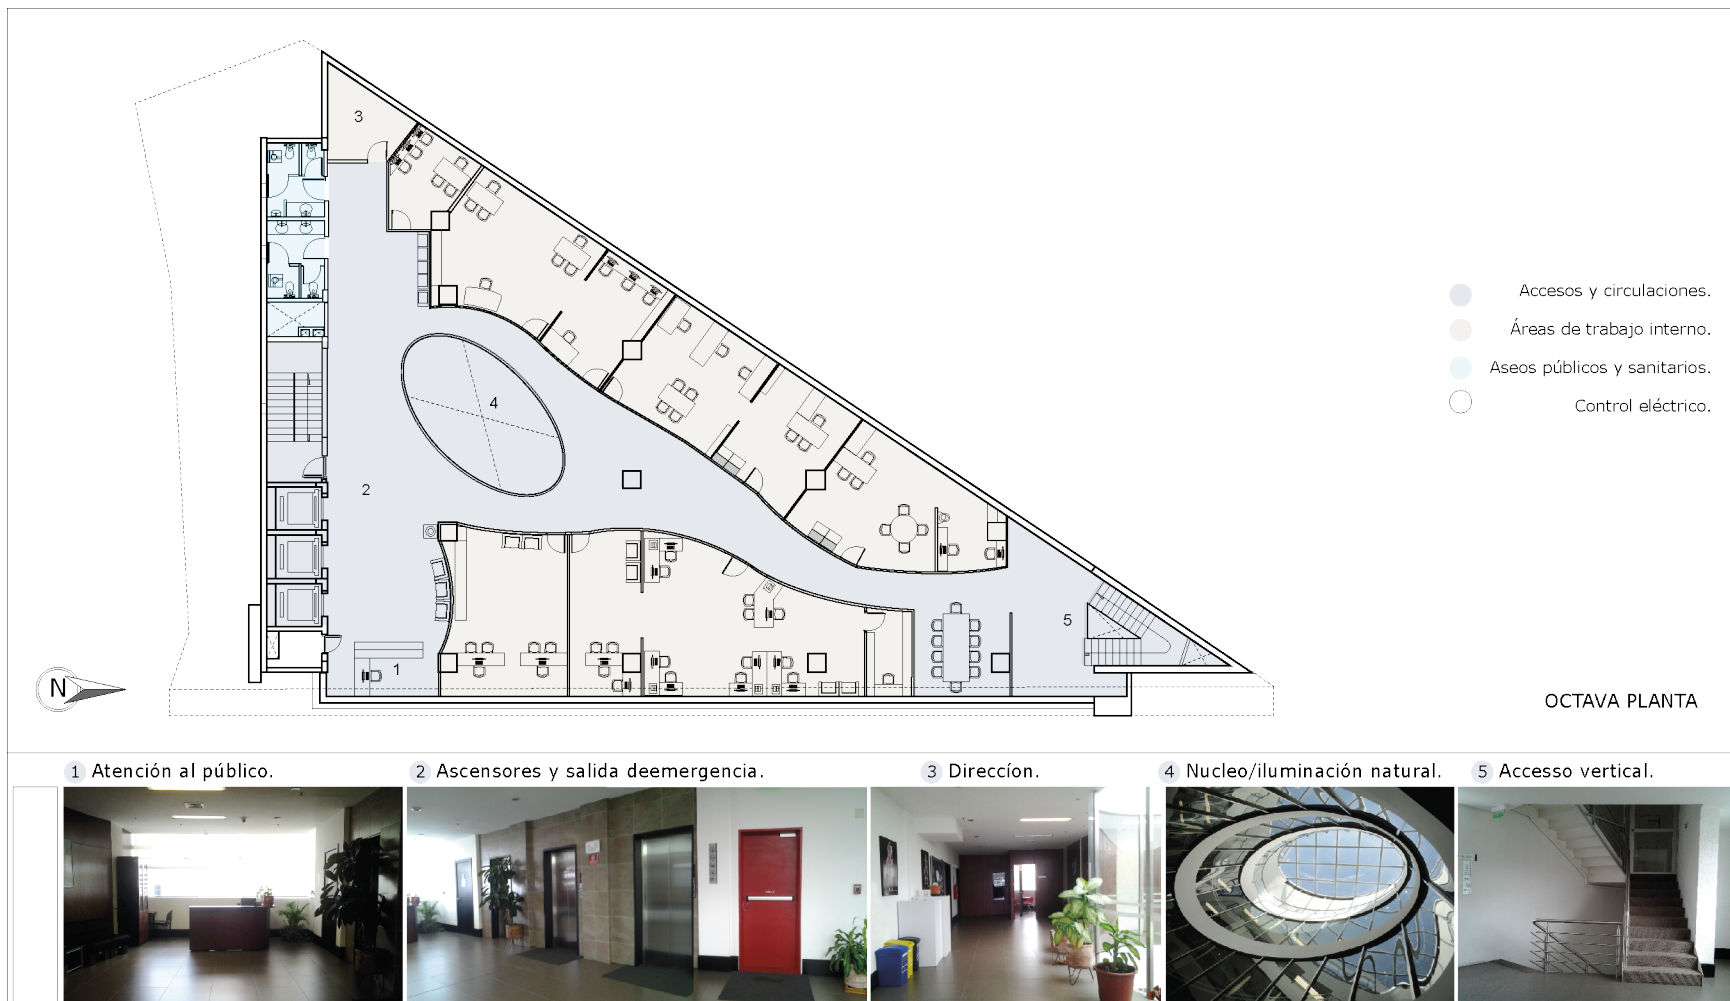 3
4
2
5
1
N
Accesos y circulaciones.
Áreas de trabajo interno.
Aseos públicos y sanitarios.
Control eléctrico.
OCTAVA PLANTA
1 Atención al público.
2 Ascensores y salida deemergencia.
3 Direccíon.
4 Nucleo/iluminación natural.
5 Accesso vertical.